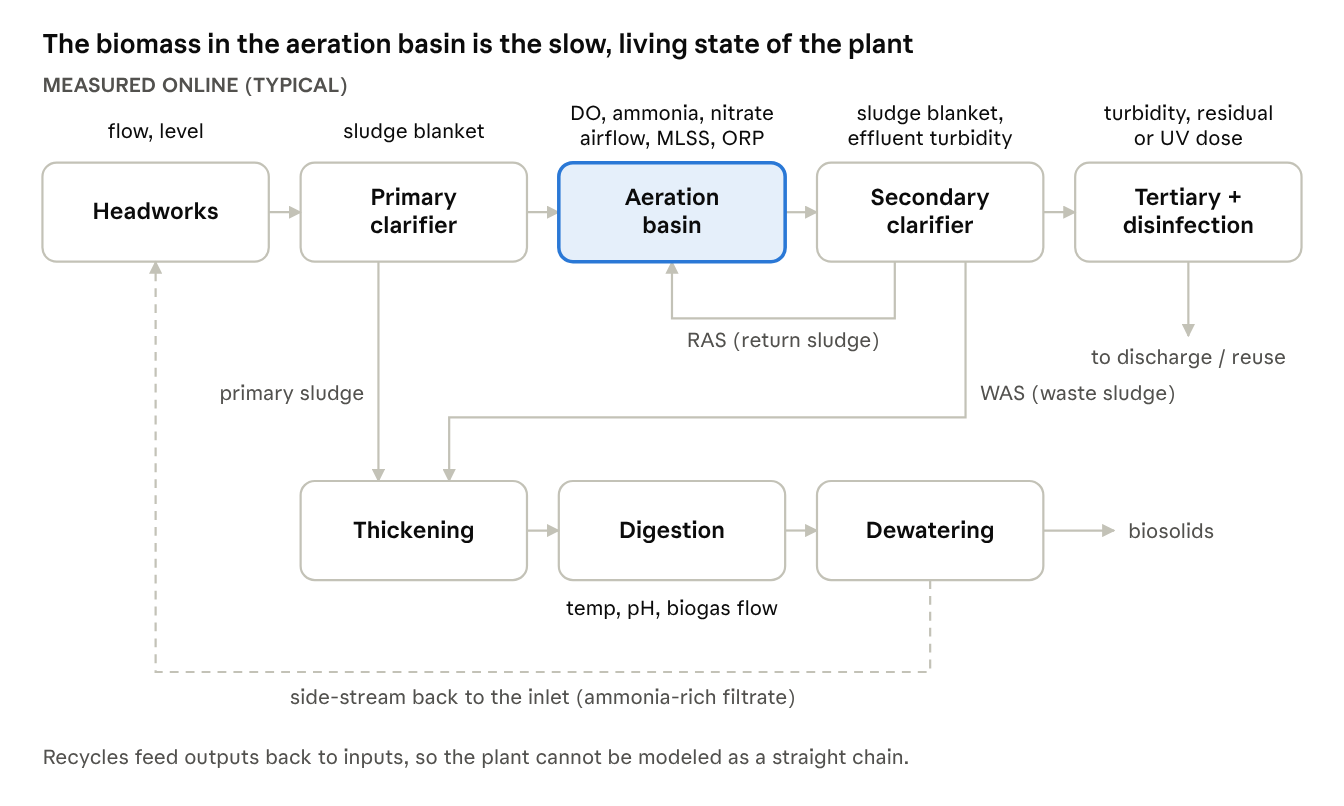 The biomass in the aeration basin is the slow, living state of the plant
MEASURED ONLINE (TYPICAL)
flow, level
sludge blanket
DO, ammonia, nitrate
airflow, MLSS, ORP
sludge blanket,
effluent turbidity
turbidity, residual
or UV dose
Headworks
Primary
clarifier
Aeration
basin
Secondary
clarifier
Tertiary +
disinfection
RAS (return sludge)
to discharge / reuse
primary sludge
WAS (waste sludge)
Thickening
Digestion
Dewatering
biosolids
temp, pH, biogas flow
side-stream back to the inlet (ammonia-rich filtrate)
Recycles feed outputs back to inputs, so the plant cannot be modeled as a straight chain.